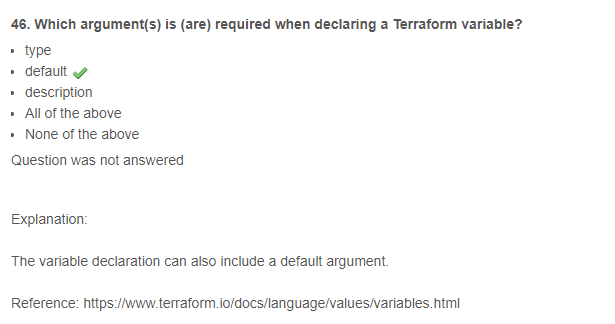 46. Which argument(s) is (are) required when declaring a Terraform variable?
• type
• default
• description
• All of the above
• None of the above
Question was not answered
Explanation:
The variable declaration can also include a default argument.
Reference: https://www.terraform.io/docs/language/values/variables.html